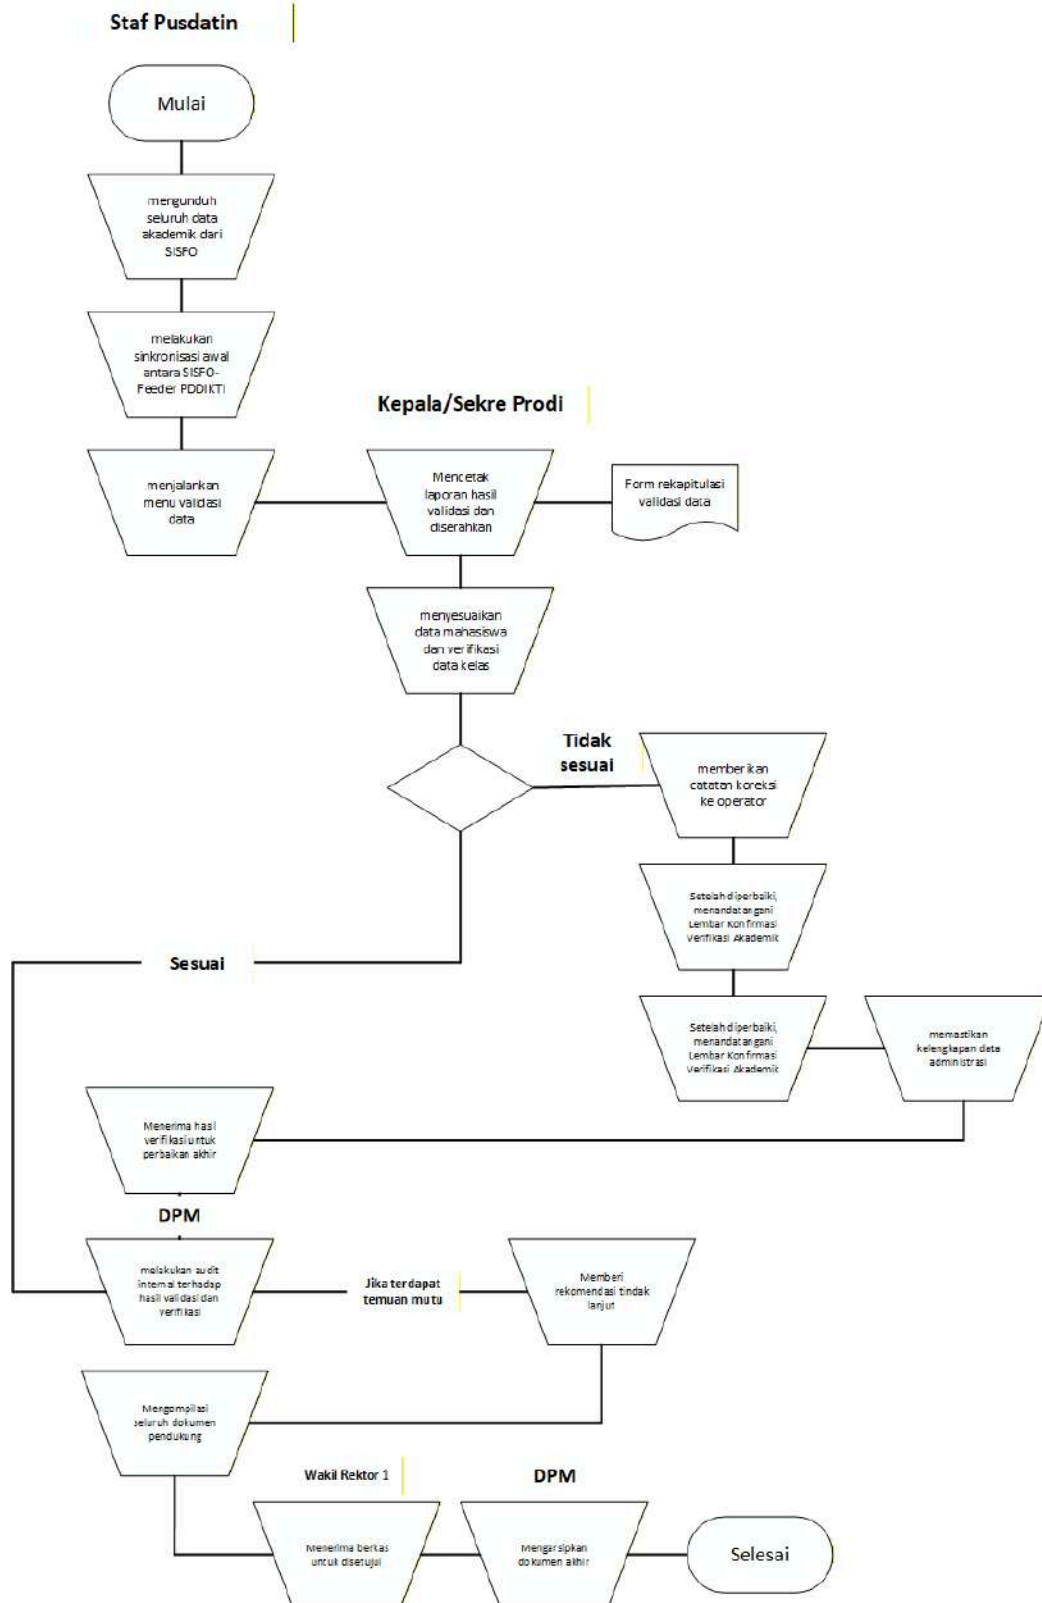 Staf Pusdatin
Mulai
mengunduh
seluruh data
akademik dari
SISFO
melakukan
sinkronisasi awal
antara SISFO-
Feeder PDDIKTI
Kepala/Sekre Prodi
menjalankan
menu validasi
data
Mencetak
laporan hasil
validasi dan
diserahkan
Form rekapitulasi
validasi data
menyesuaikan
data mahasiswa
dan verifikasi
data kelas
Tidak
sesuai
memberikan
catatan koreksi
ke operator
Setelah diperbaiki,
menandatangani
Lembar Konfirmasi
Verifikasi Akademik
Sesuai
Setelah diperbaiki,
menandatangani
Lembar Konfirmasi
Verifikasi Akademik
memastikan
kelengkapan data
administrasi
Menerima hasil
verifikasi untuk
perbaikan akhir
DPM
melakukan audit
internal terhadap
hasil validasi dan
verifikasi
Jika terdapat
temuan mutu
Memberi
rekomendasi tindak
lanjut
Mengompilasi
seluruh dokumen
pendukung
Wakil Rektor 1
DPM
Menerima berkas
untuk disetujui
Mengarsipkan
dokumen akhir
Selesai